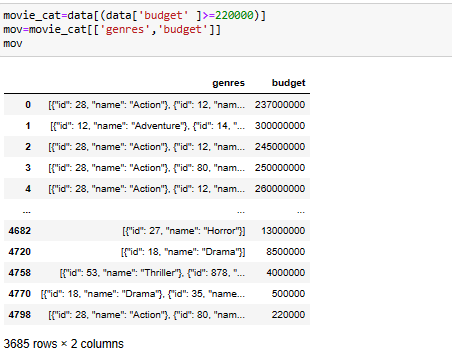 movie_cat=data[(data['budget' ]>=220000)]
mov=movie_cat[['genres','budget']]
mov
genres budget
0 [{"id": 28, "name": "Action"}, {"id": 12, "nam... 237000000
1 [{"id": 12, "name": "Adventure"}, {"id": 14, "... 300000000
2 [{"id": 28, "name": "Action"}, {"id": 12, "nam... 245000000
3 [{"id": 28, "name": "Action"}, {"id": 80, "nam... 250000000
4 [{"id": 28, "name": "Action"}, {"id": 12, "nam... 260000000
... ... ...
4682 [{"id": 27, "name": "Horror"}] 13000000
4720 [{"id": 18, "name": "Drama"}] 8500000
4758 [{"id": 53, "name": "Thriller"}, {"id": 878, "... 4000000
4770 [{"id": 18, "name": "Drama"}, {"id": 35, "name... 500000
4798 [{"id": 28, "name": "Action"}, {"id": 80, "nam... 220000
3685 rows × 2 columns